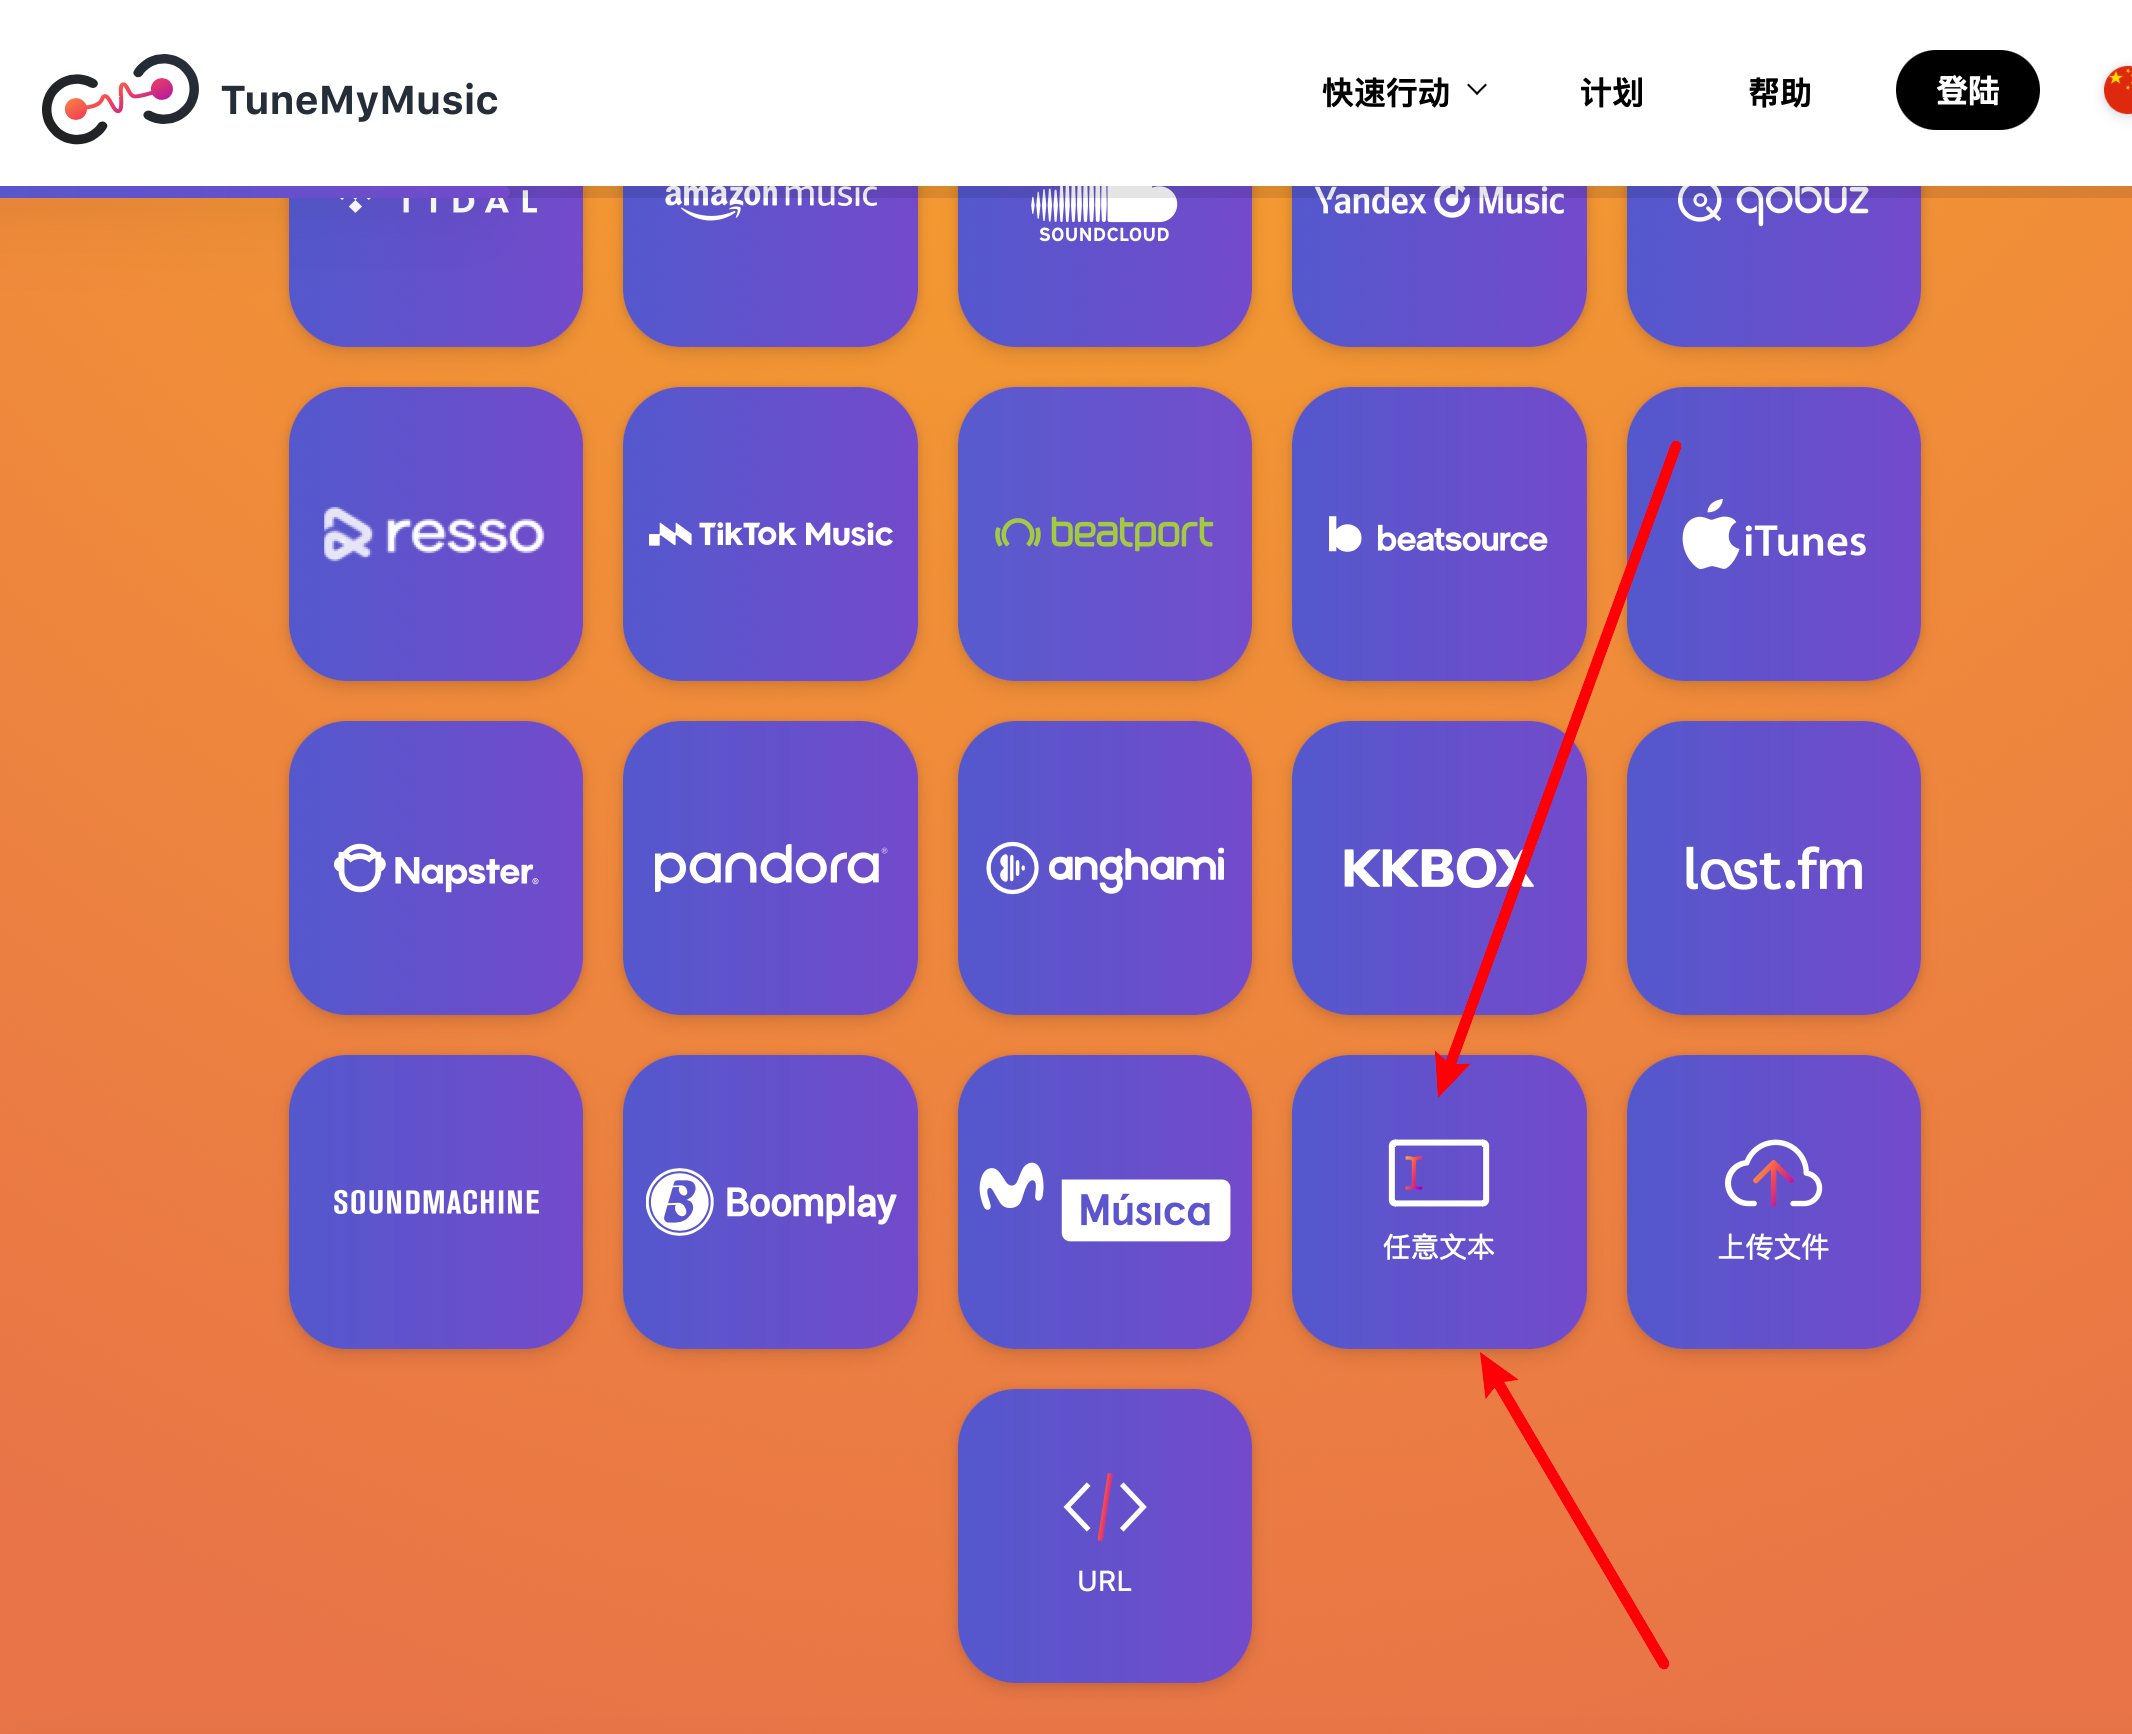 TuneMyMusic
快速行动
计划
帮助
登陆
TIDAL
amazon music
SOUNDCLOUD
Yandex Music
qobuz
resso
TikTok Music
beatport
beatsource
iTunes
Napster
pandora
anghami
KKBOX
last.fm
SOUNDMACHINE
Boomplay
Música
任意文本
上传文件
URL